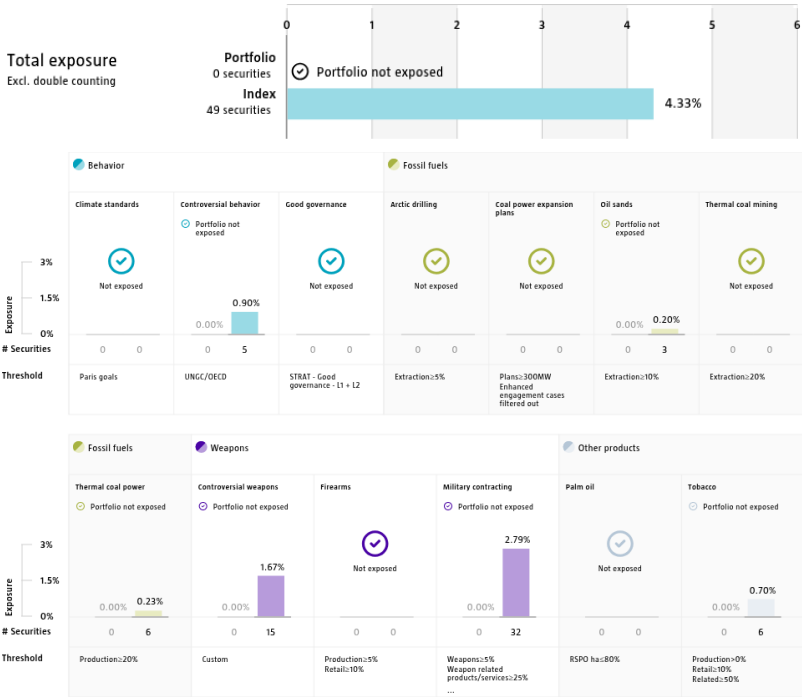 0 1 2 3 4 5 6
Total exposure
Excl. double counting
Portfolio
0 securities
Portfolio not exposed
Index
49 securities
4.33%
Behavior
Fossil fuels
Climate standards
Controversial behavior
Good governance
Arctic drilling
Coal power expansion
plans
Oil sands
Thermal coal mining
Portfolio not
exposed
Portfolio not
exposed
Exposure
3%
1.5%
0%
Not exposed
0.00% 0.90%
Not exposed
Not exposed
Not exposed
0.00% 0.20%
Not exposed
# Securities 0 0 0 5 0 0 0 0 0 0 0 3 0 0
Threshold
Paris goals
UNGC/OECD
STRAT - Good
governance - L1 + L2
Extraction≥5%
Plans≥300MW
Enhanced
engagement cases
filtered out
Extraction≥10%
Extraction≥20%
Fossil fuels
Weapons
Other products
Thermal coal power
Controversial weapons
Firearms
Military contracting
Palm oil
Tobacco
Portfolio not exposed
Portfolio not exposed
Portfolio not exposed
Portfolio not exposed
Exposure
3%
1.5%
0%
0.00% 0.23%
0.00% 1.67%
Not exposed
0.00% 2.79%
Not exposed
0.00% 0.70%
# Securities 0 6 0 15 0 0 0 32 0 0 0 6
Threshold
Production≥20%
Custom
Production≥5%
Retail≥10%
Weapons≥5%
Weapon related
products/services≥25%
...
RSPO ha≤80%
Production>0%
Retail≥10%
Related≥50%